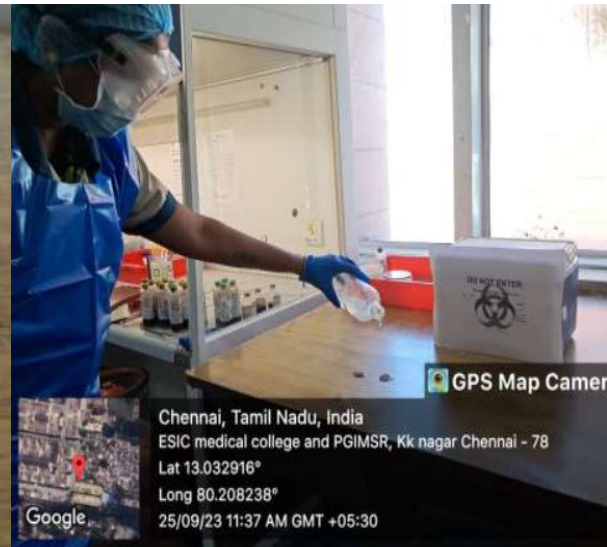 DO NOT ENTER
GPS Map Camer
Chennai, Tamil Nadu, India
ESIC medical college and PGIMSR, Kk nagar Chennai - 78
Lat 13.032916°
Long 80.208238°
25/09/23 11:37 AM GMT +05:30
Google